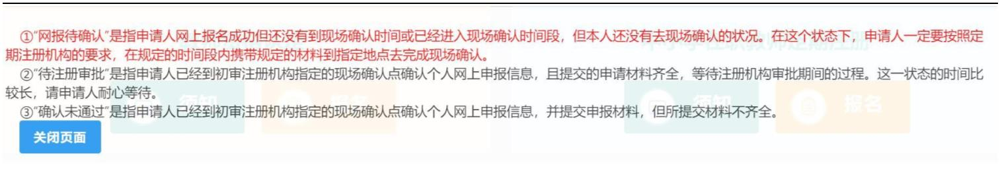 ①“网报待确认”是指申请人网上报名成功但还没有到现场确认时间或已经进入现场确认时间段，但本人还没有去现场确认的状况。在这个状态下，申请人一定要按照定
期注册机构的要求，在规定的时间段内携带规定的材料到指定地点去完成现场确认。
②“待注册审批”是指申请人已经到初审注册机构指定的现场确认点确认个人网上申报信息，且提交的申请材料齐全，等待注册机构审批期间的过程。这一状态的时间比
较长，请申请人耐心等待。
③“确认未通过”是指申请人已经到初审注册机构指定的现场确认点确认个人网上申报信息，并提交申报材料，但所提交材料不齐全。
须知 报名 须知 报名
关闭页面